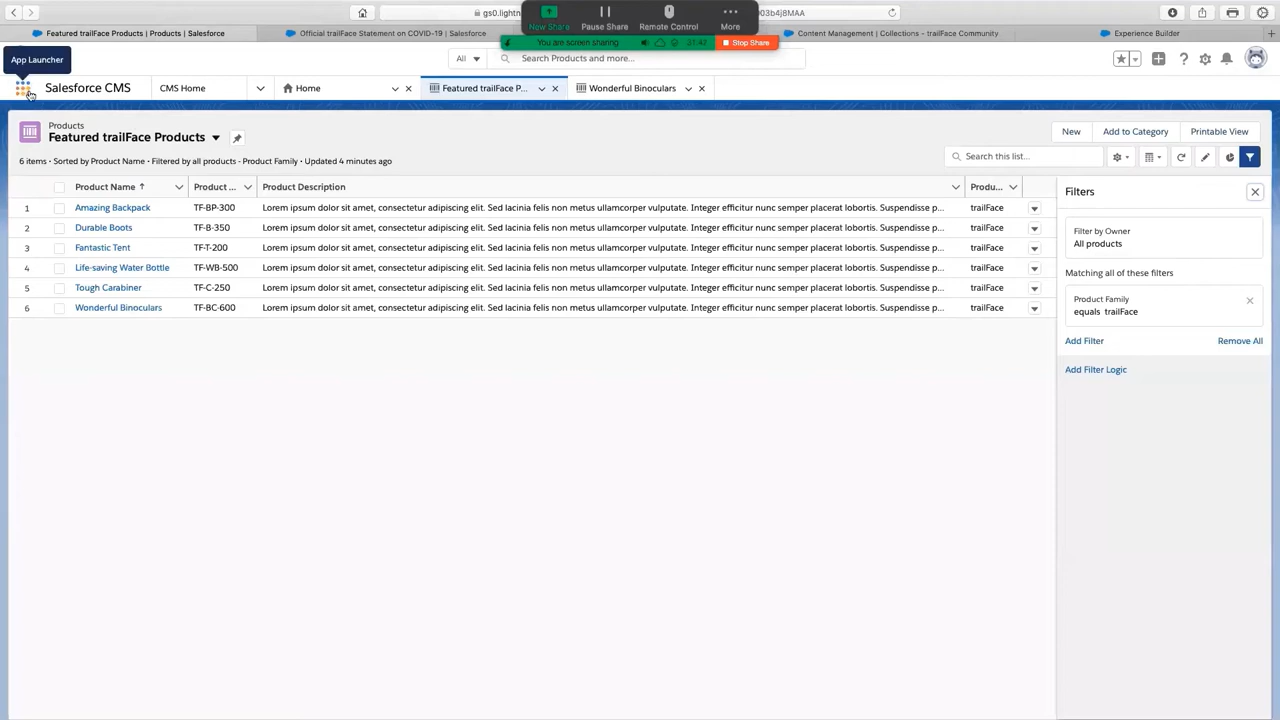 gs0.lightn
03b4j8MAA
New Share
Pause Share
Remote Control
More
Featured trailFace Products | Products | Salesforce
Official trailFace Statement on COVID-19 | Salesforce
Content Management | Collections - trailFace Community
Experience Builder
You are screen sharing
31:42
Stop Share
App Launcher
All
Search Products and more...
Salesforce CMS
CMS Home
Home
Featured trailFace P...
Wonderful Binoculars
Products
Featured trailFace Products
New
Add to Category
Printable View
6 items • Sorted by Product Name • Filtered by all products - Product Family • Updated 4 minutes ago
Search this list...
Product Name
Product ...
Product Description
Produ...
1 Amazing Backpack TF-BP-300 Lorem ipsum dolor sit amet, consectetur adipiscing elit. Sed lacinia felis non metus ullamcorper vulputate. Integer efficitur nunc semper placerat lobortis. Suspendisse p... trailFace
2 Durable Boots TF-B-350 Lorem ipsum dolor sit amet, consectetur adipiscing elit. Sed lacinia felis non metus ullamcorper vulputate. Integer efficitur nunc semper placerat lobortis. Suspendisse p... trailFace
3 Fantastic Tent TF-T-200 Lorem ipsum dolor sit amet, consectetur adipiscing elit. Sed lacinia felis non metus ullamcorper vulputate. Integer efficitur nunc semper placerat lobortis. Suspendisse p... trailFace
4 Life-saving Water Bottle TF-WB-500 Lorem ipsum dolor sit amet, consectetur adipiscing elit. Sed lacinia felis non metus ullamcorper vulputate. Integer efficitur nunc semper placerat lobortis. Suspendisse p... trailFace
5 Tough Carabiner TF-C-250 Lorem ipsum dolor sit amet, consectetur adipiscing elit. Sed lacinia felis non metus ullamcorper vulputate. Integer efficitur nunc semper placerat lobortis. Suspendisse p... trailFace
6 Wonderful Binoculars TF-BC-600 Lorem ipsum dolor sit amet, consectetur adipiscing elit. Sed lacinia felis non metus ullamcorper vulputate. Integer efficitur nunc semper placerat lobortis. Suspendisse p... trailFace
Filters
Filter by Owner
All products
Matching all of these filters
Product Family
equals trailFace
Add Filter
Remove All
Add Filter Logic